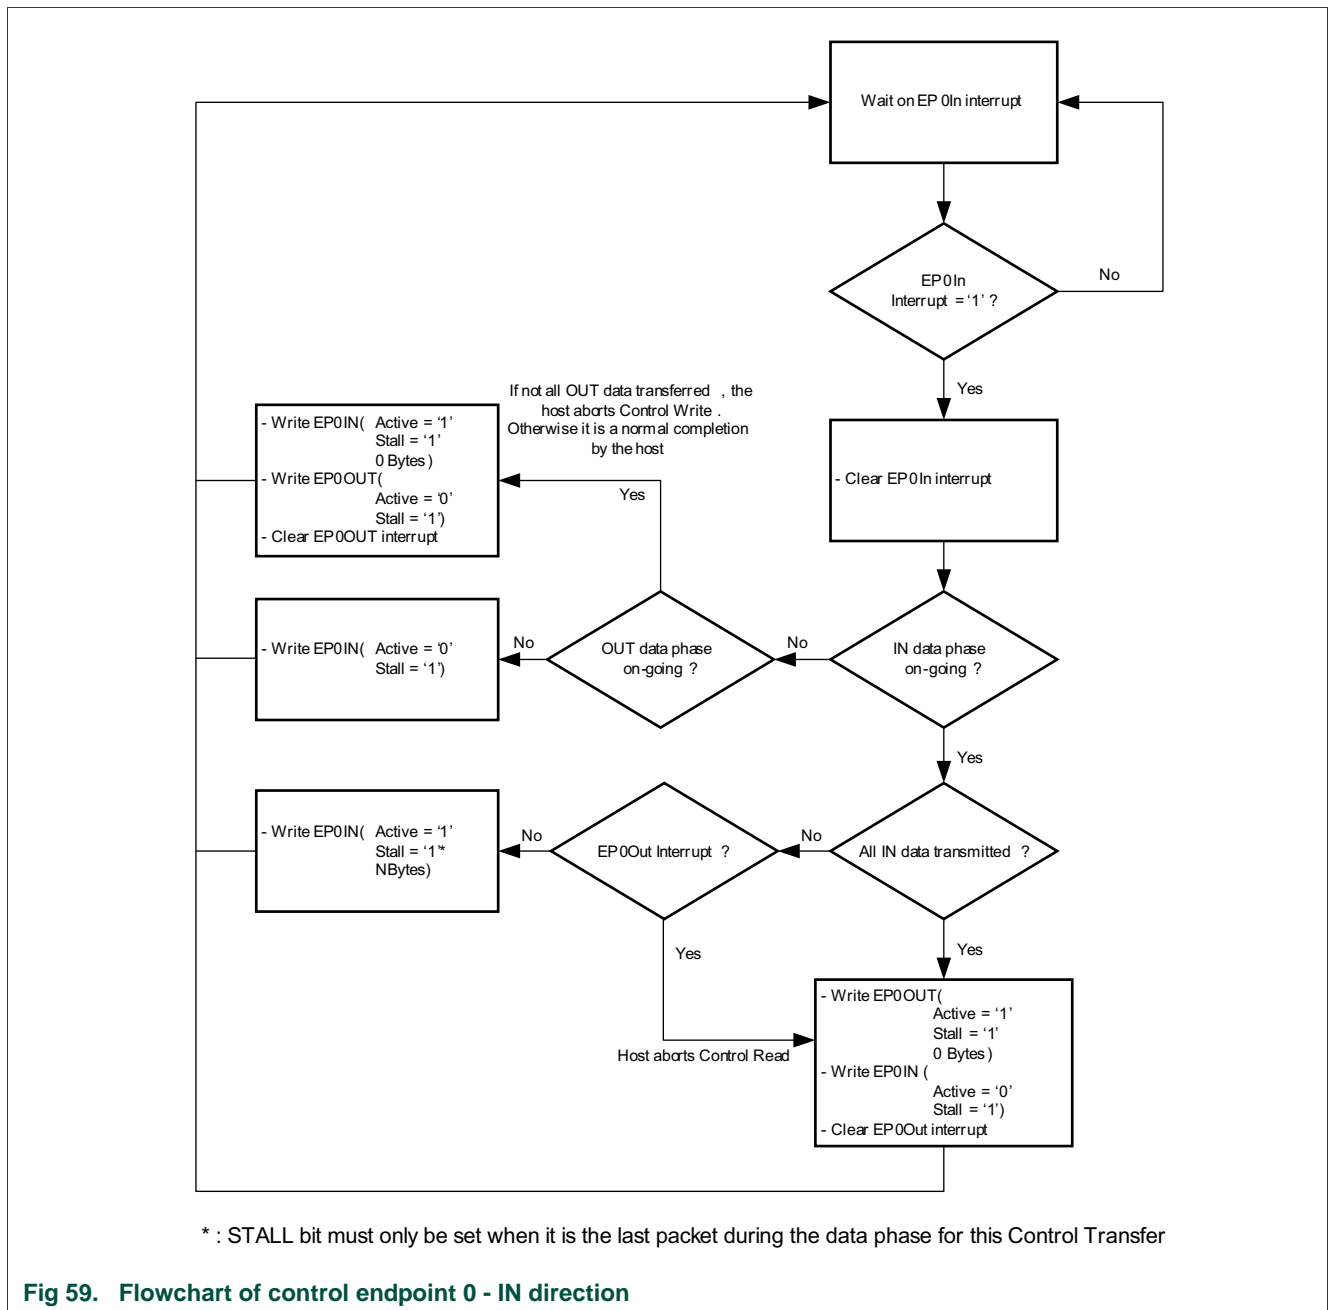 Wait on EP 0In interrupt
EP0In
Interrupt = ‘1’ ?
No
Yes
- Clear EP0In interrupt
If not all OUT data transferred , the
host aborts Control Write .
Otherwise it is a normal completion
by the host
- Write EP0IN( Active = ‘1’
Stall = ‘1’
0 Bytes)
- Write EP0OUT(
Active = ‘0’
Stall = ‘1’)
- Clear EP0OUT interrupt
Yes
IN data phase
on-going ?
No
OUT data phase
on-going ?
No
- Write EP0IN( Active = ‘0’
Stall = ‘1’)
Yes
All IN data transmitted ?
No
EP0Out Interrupt ?
No
- Write EP0IN( Active = ‘1’
Stall = ‘1’*
NBytes)
Yes
Host aborts Control Read
Yes
- Write EP0OUT(
Active = ‘1’
Stall = ‘1’
0 Bytes)
- Write EP0IN (
Active = ‘0’
Stall = ‘1’)
- Clear EP0Out interrupt
* : STALL bit must only be set when it is the last packet during the data phase for this Control Transfer
Fig 59. Flowchart of control endpoint 0 - IN direction